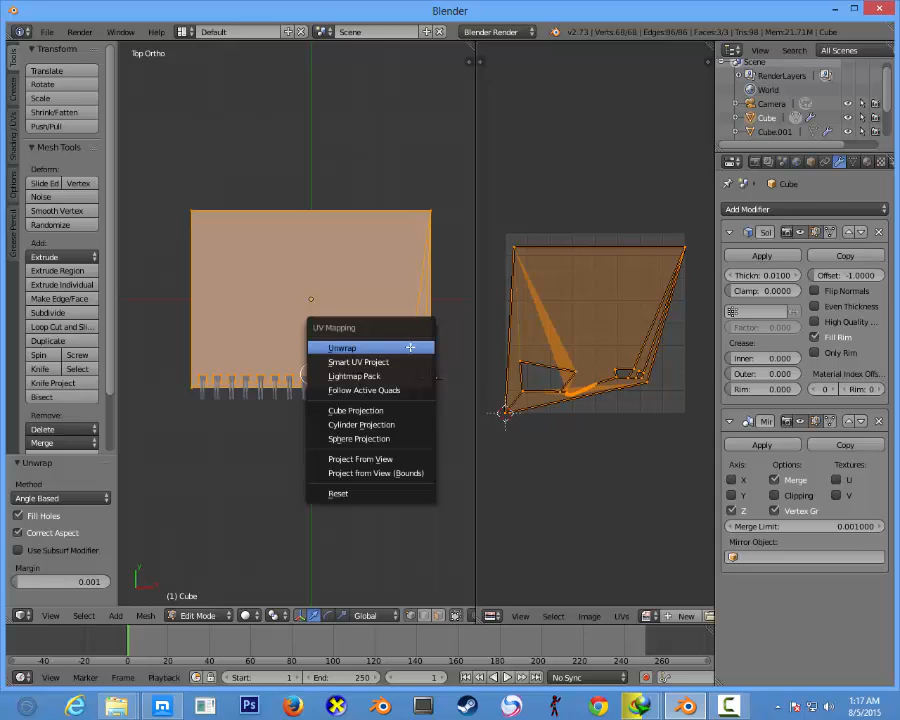 Blender
File Render Window Help Default Scene Blender Render v2.73 | Verts:68/68 | Edges:86/86 | Faces:3/3 | Tris:98 | Mem:21.71M | Cube
Tools
Create
Shading / UVs
Options
Grease Pencil
Transform
Translate
Rotate
Scale
Shrink/Fatten
Push/Pull
Mesh Tools
Deform:
Slide Ed Vertex
Noise
Smooth Vertex
Randomize
Add:
Extrude
Extrude Region
Extrude Individual
Make Edge/Face
Subdivide
Loop Cut and Sli...
Duplicate
Spin Screw
Knife Select
Knife Project
Bisect
Remove:
Delete
Merge
Unwrap
Method
Angle Based
Fill Holes
Correct Aspect
Use Subsurf Modifier
Margin
0.001
Top Ortho
UV Mapping
Unwrap
Smart UV Project
Lightmap Pack
Follow Active Quads
Cube Projection
Cylinder Projection
Sphere Projection
Project From View
Project from View (Bounds)
Reset
(1) Cube
View Select Add Mesh Edit Mode Global
View Select Image UVs New
View Search All Scenes
Scene
RenderLayers
World
Camera
Cube
Cube.001
Cube
Add Modifier
Sol
Apply Copy
Thickn: 0.0100 Offset: -1.0000
Clamp: 0.0000 Flip Normals
Even Thickness
High Quality ...
Factor: 0.000 Fill Rim
Crease: Only Rim
Inner: 0.000 Material Index Offs...
Outer: 0.000
Rim: 0.000 0 Rim: 0
Mir
Apply Copy
Axis: Options: Textures:
X Merge U
Y Clipping V
Z Vertex Gr
Merge Limit: 0.001000
Mirror Object:
-40 -20 0 20 40 60 80 100 120 140 160 180 200 220 240 260
View Marker Frame Playback Start: 1 End: 250 1 No Sync
1:17 AM
8/5/2015